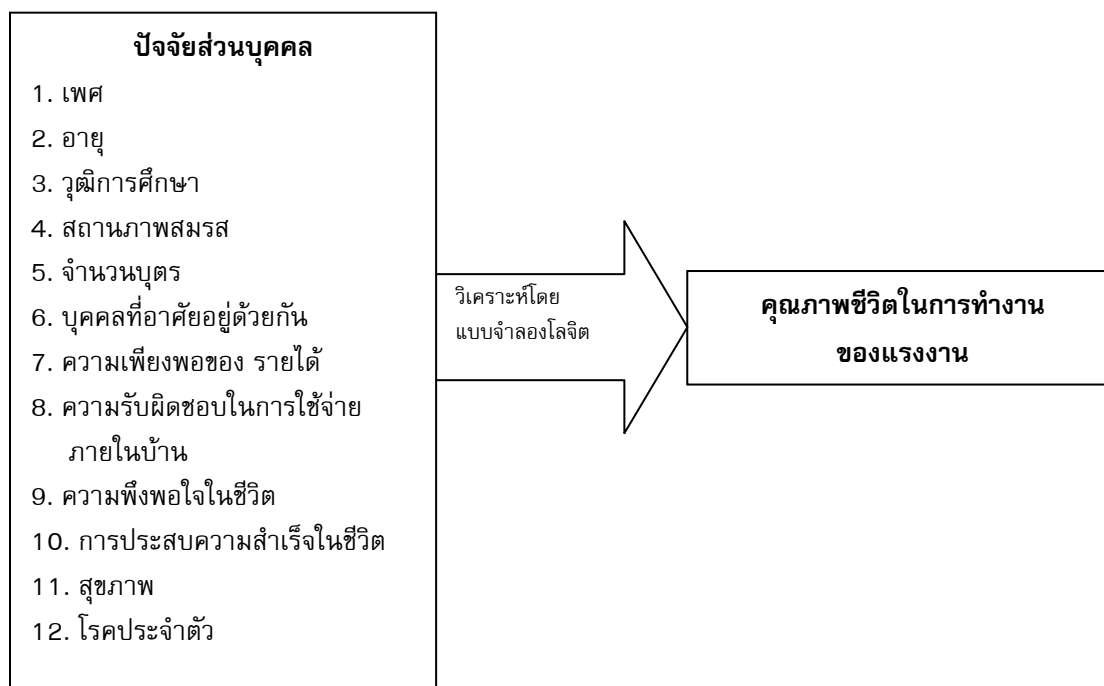 ปัจจัยส่วนบุคคล
1. เพศ
2. อายุ
3. วุฒิการศึกษา
4. สถานภาพสมรส
5. จำนวนบุตร
6. บุคคลที่อาศัยอยู่ด้วยกัน
7. ความเพียงพอของ รายได้
8. ความรับผิดชอบในการใช้จ่าย
ภายในบ้าน
9. ความพึงพอใจในชีวิต
10. การประสบความสำเร็จในชีวิต
11. สุขภาพ
12. โรคประจำตัว
วิเคราะห์โดย
แบบจำลองโลจิต
คุณภาพชีวิตในการทำงาน
ของแรงงาน